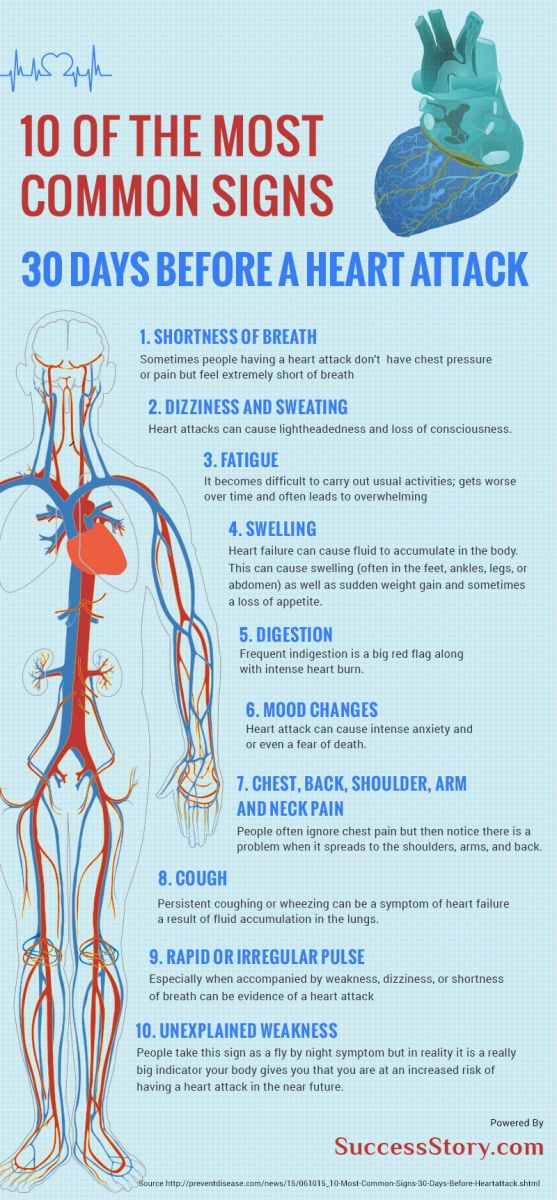 10 OF THE MOST
COMMON SIGNS
30 DAYS BEFORE A HEART ATTACK
1. SHORTNESS OF BREATH
Sometimes people having a heart attack don't have chest pressure
or pain but feel extremely short of breath
2. DIZZINESS AND SWEATING
Heart attacks can cause lightheadedness and loss of consciousness.
3. FATIGUE
It becomes difficult to carry out usual activities; gets worse
over time and often leads to overwhelming
4. SWELLING
Heart failure can cause fluid to accumulate in the body.
This can cause swelling (often in the feet, ankles, legs, or
abdomen) as well as sudden weight gain and sometimes
a loss of appetite.
5. DIGESTION
Frequent indigestion is a big red flag along
with intense heart burn.
6. MOOD CHANGES
Heart attack can cause intense anxiety and
or even a fear of death.
7. CHEST, BACK, SHOULDER, ARM
AND NECK PAIN
People often ignore chest pain but then notice there is a
problem when it spreads to the shoulders, arms, and back.
8. COUGH
Persistent coughing or wheezing can be a symptom of heart failure
a result of fluid accumulation in the lungs.
9. RAPID OR IRREGULAR PULSE
Especially when accompanied by weakness, dizziness, or shortness
of breath can be evidence of a heart attack
10. UNEXPLAINED WEAKNESS
People take this sign as a fly by night symptom but in reality it is a really
big indicator your body gives you that you are at an increased risk of
having a heart attack in the near future.
Powered By
SuccessStory.com
Source http://preventdisease.com/news/15/061015_10-Most-Common-Signs-30-Days-Before-Heartattack.shtml